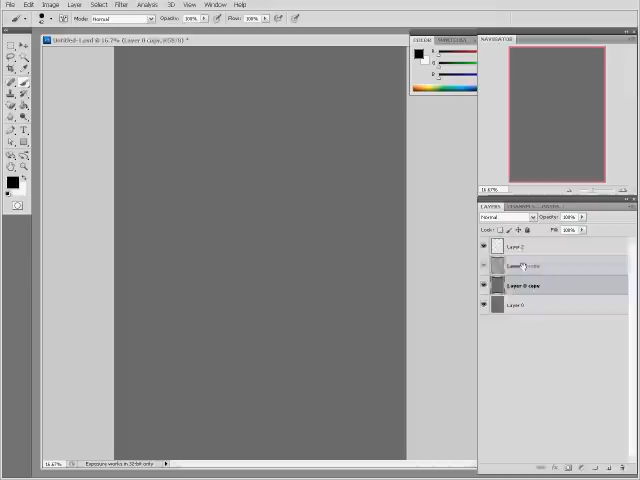 File Edit Image Layer Select Filter Analysis 3D View Window Help
Mode: Normal Opacity: 100% Flow: 100%
Untitled-1.psd @ 16.7% (Layer 0 copy, RGB/8) *
COLOR
R
G
B
NAVIGATOR
16.67%
LAYERS CHANNELS PATHS
Normal Opacity: 100%
Lock: Fill: 100%
Layer 2
copy
Layer 0 copy
Layer 0
16.67% Exposure works in 32-bit only